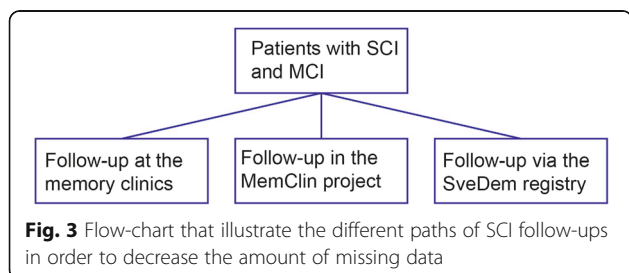 Patients with SCI
and MCI
Follow-up at the
memory clinics
Follow-up in the
MemClin project
Follow-up via the
SveDem registry
Fig. 3 Flow-chart that illustrate the different paths of SCI follow-ups
in order to decrease the amount of missing data